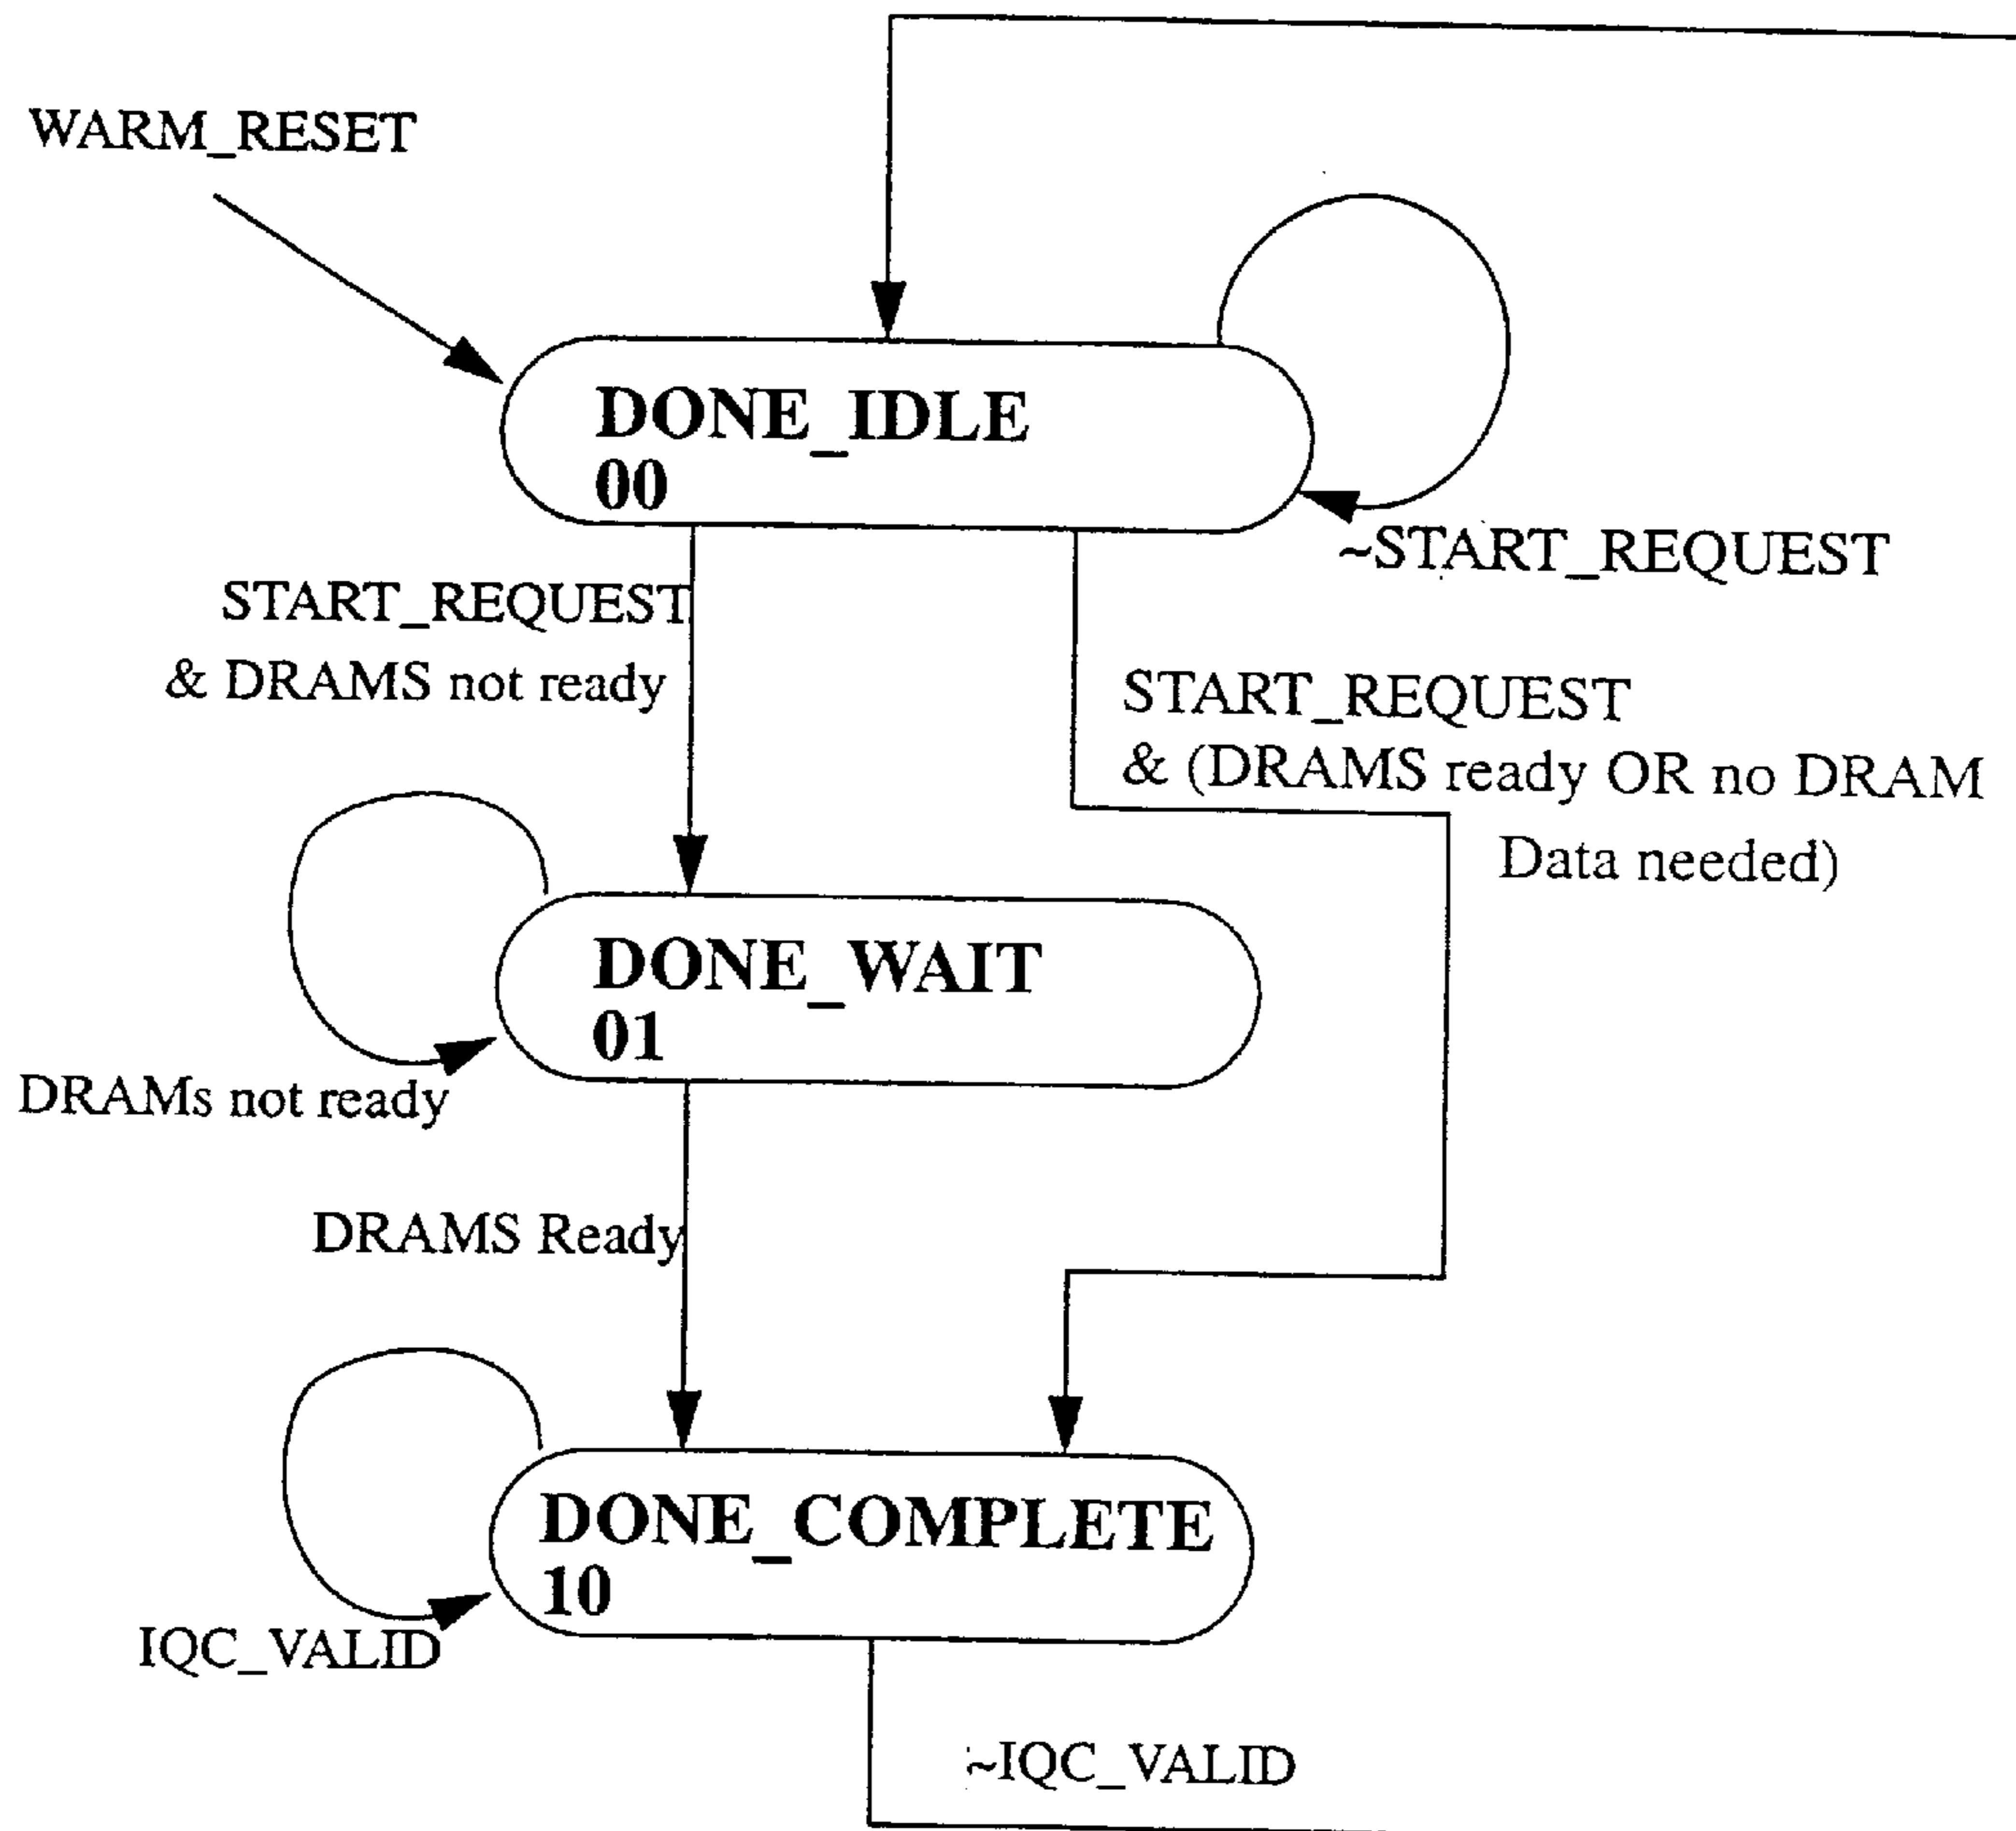 WARM_RESET
DONE_IDLE
00
~START_REQUEST
START_REQUEST
& DRAMS not ready
START_REQUEST
& (DRAMS ready OR no DRAM
Data needed)
DONE_WAIT
01
DRAMs not ready
DRAMS Ready
DONE_COMPLETE
10
IQC_VALID
~IQC_VALID